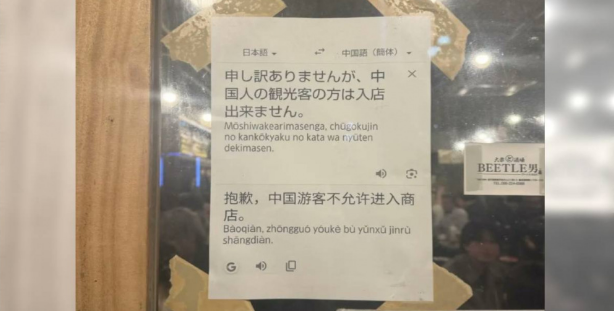 日本語 中国語（簡体）
申し訳ありませんが、中
国人の観光客の方は入店
出来ません。
Mōshiwakearimasenga, chūgokujin
no kankōkyaku no kata wa nyūten
dekimasen.
抱歉，中国游客不允许进入商
店。
Bàoqiàn, zhōngguó yóukè bù yǔnxǔ jìnrù
shāngdiàn.
G
BEETLE男